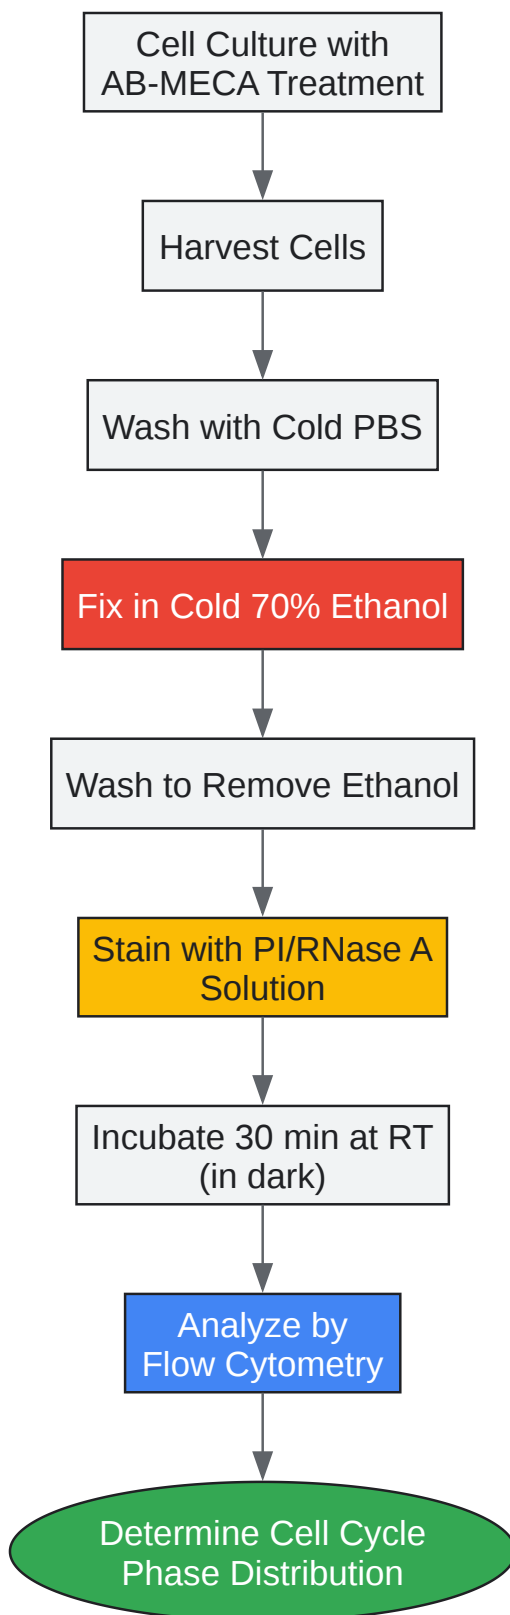 Cell Culture with
AB-MECA Treatment
Harvest Cells
Wash with Cold PBS
Fix in Cold 70% Ethanol
Wash to Remove Ethanol
Stain with PI/RNase A
Solution
Incubate 30 min at RT
(in dark)
Analyze by
Flow Cytometry
Determine Cell Cycle
Phase Distribution